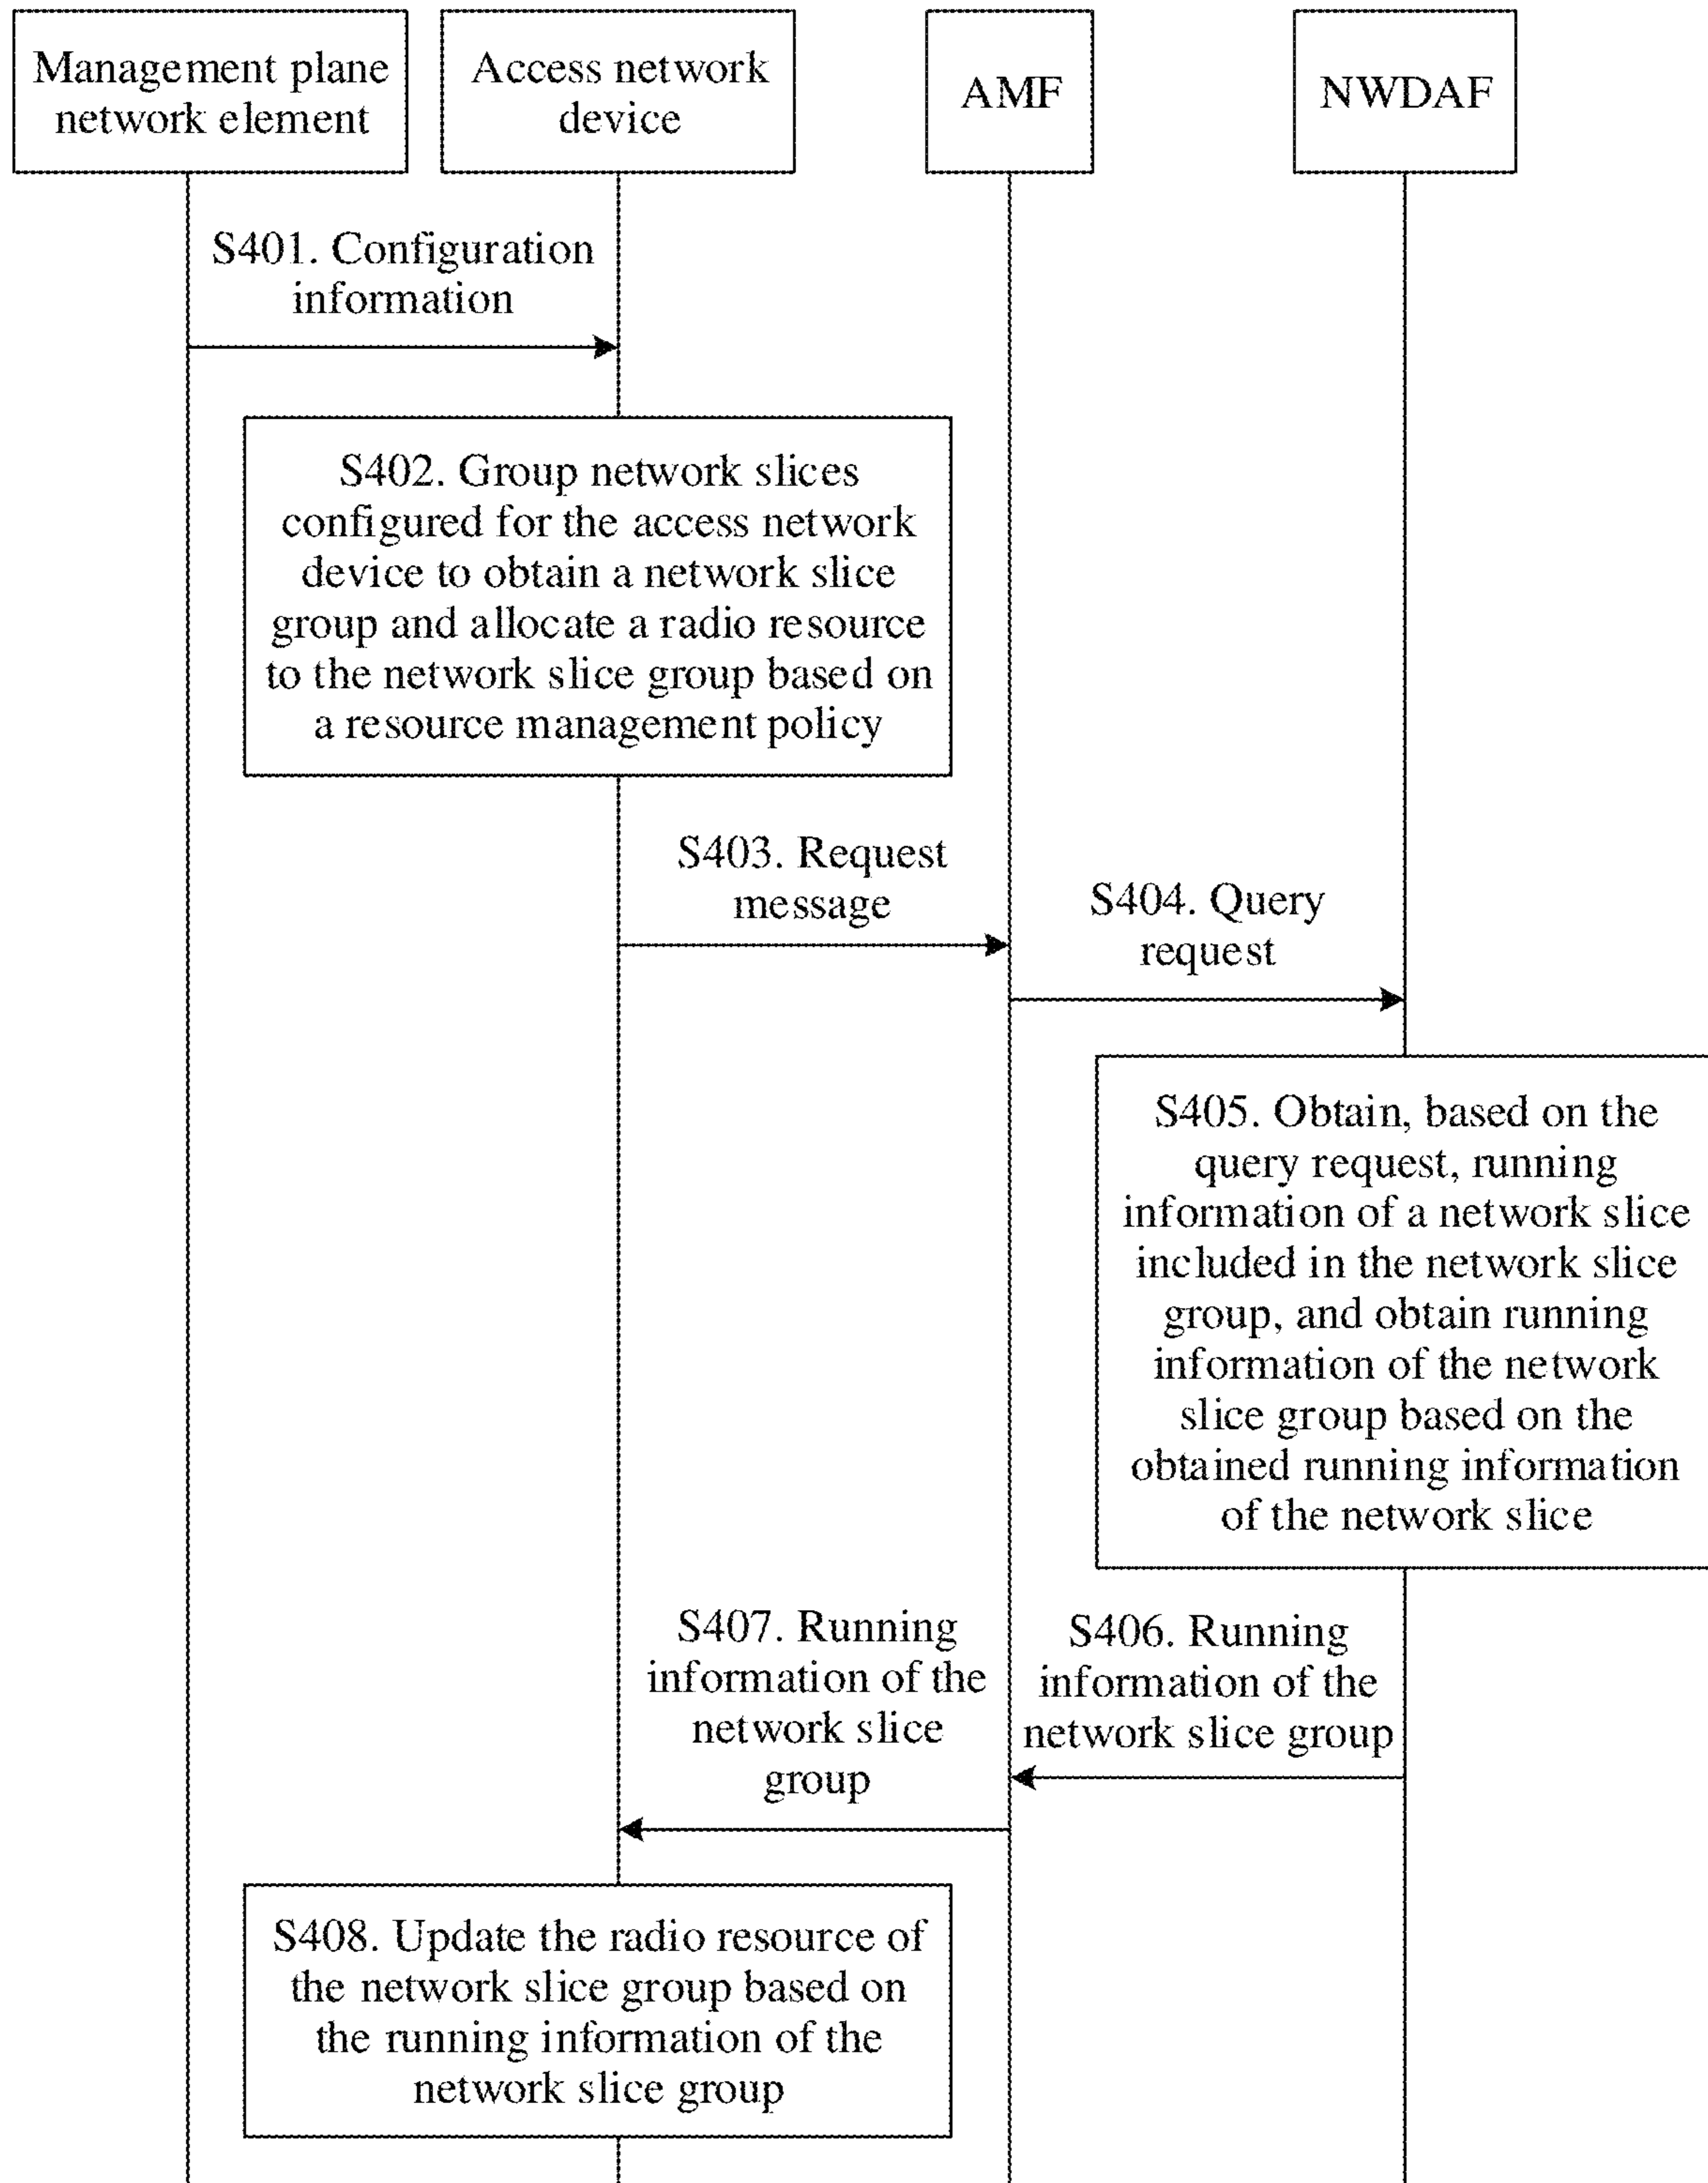 Management plane
network element
Access network
device
AMF
NWDAF
S401. Configuration
information
S402. Group network slices
configured for the access network
device to obtain a network slice
group and allocate a radio resource
to the network slice group based on
a resource management policy
S403. Request
message
S404. Query
request
S405. Obtain, based on the
query request, running
information of a network slice
included in the network slice
group, and obtain running
information of the network
slice group based on the
obtained running information
of the network slice
S406. Running
information of the
network slice group
S407. Running
information of the
network slice
group
S408. Update the radio resource of
the network slice group based on
the running information of the
network slice group